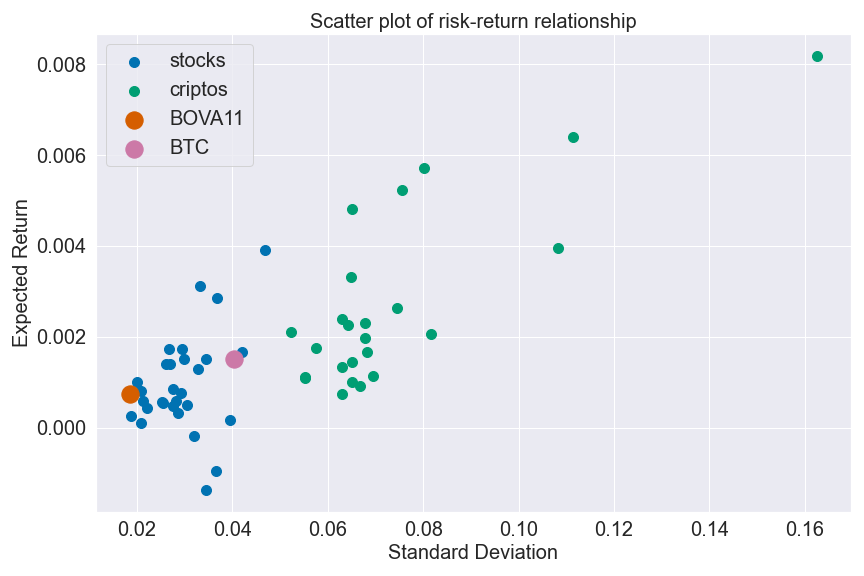 Scatter plot of risk-return relationship
stocks
criptos
BOVA11
BTC
0.008
0.006
0.004
0.002
0.000
Expected Return
0.02 0.04 0.06 0.08 0.10 0.12 0.14 0.16
Standard Deviation